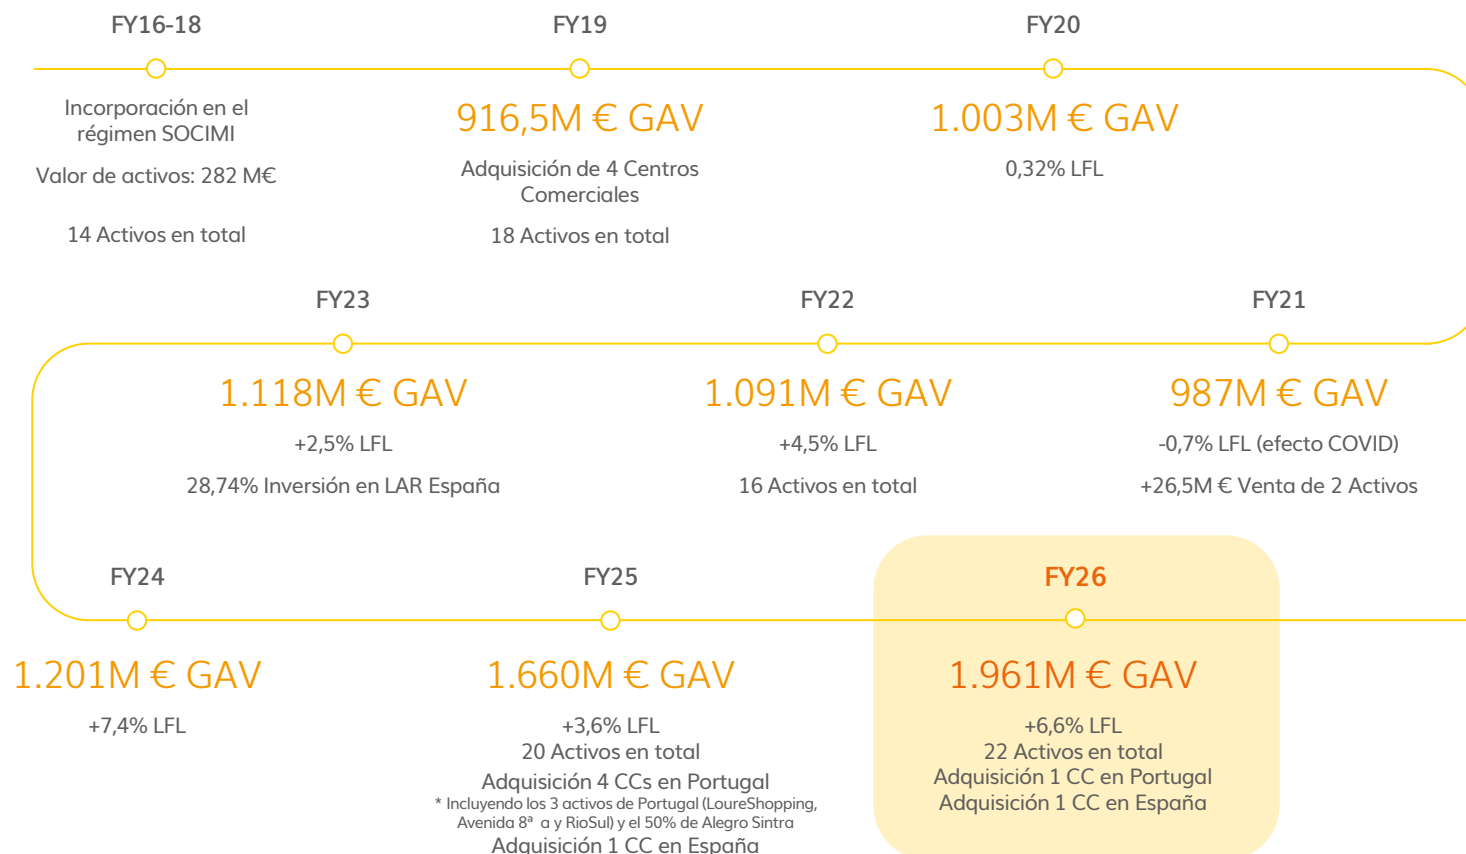 FY16-18
Incorporación en el
régimen SOCIMI
Valor de activos: 282 M€
14 Activos en total
FY19
916,5M € GAV
Adquisición de 4 Centros
Comerciales
18 Activos en total
FY20
1.003M € GAV
0,32% LFL
FY23
1.118M € GAV
+2,5% LFL
28,74% Inversión en LAR España
FY22
1.091M € GAV
+4,5% LFL
16 Activos en total
FY21
987M € GAV
-0,7% LFL (efecto COVID)
+26,5M € Venta de 2 Activos
FY24
1.201M € GAV
+7,4% LFL
FY25
1.660M € GAV
+3,6% LFL
20 Activos en total
Adquisición 4 CCs en Portugal
* Incluyendo los 3 activos de Portugal (LoureShopping,
Avenida 8ª a y RioSul) y el 50% de Alegro Sintra
Adquisición 1 CC en España
FY26
1.961M € GAV
+6,6% LFL
22 Activos en total
Adquisición 1 CC en Portugal
Adquisición 1 CC en España